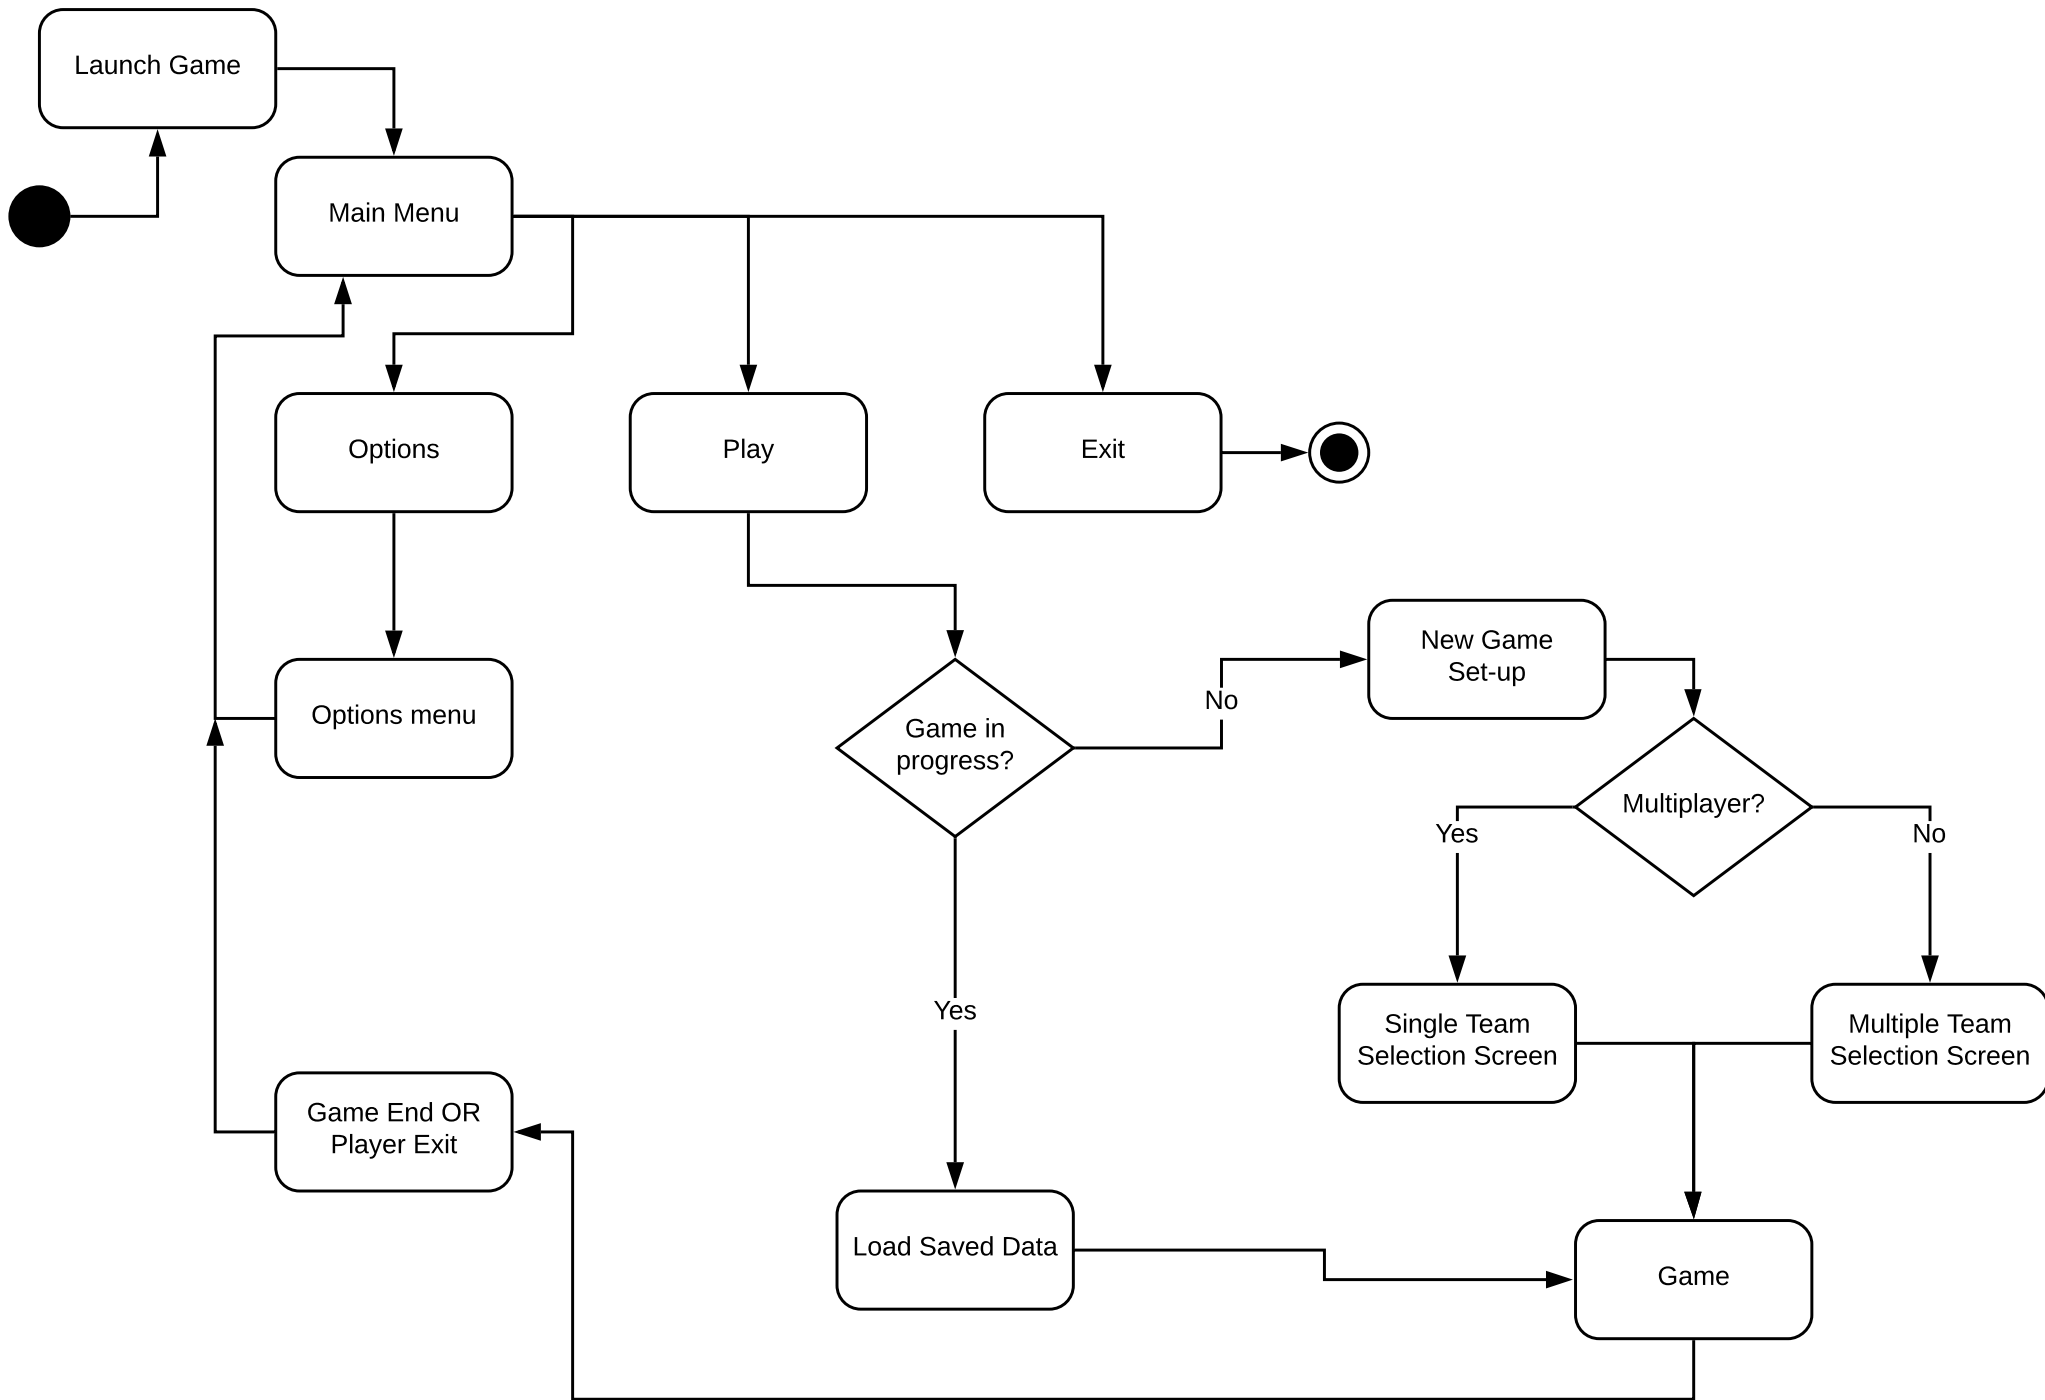 Launch Game
Main Menu
Options
Play
Exit
Options menu
Game in
progress?
No
New Game
Set-up
Multiplayer?
Yes
No
Yes
Single Team
Selection Screen
Multiple Team
Selection Screen
Game End OR
Player Exit
Load Saved Data
Game